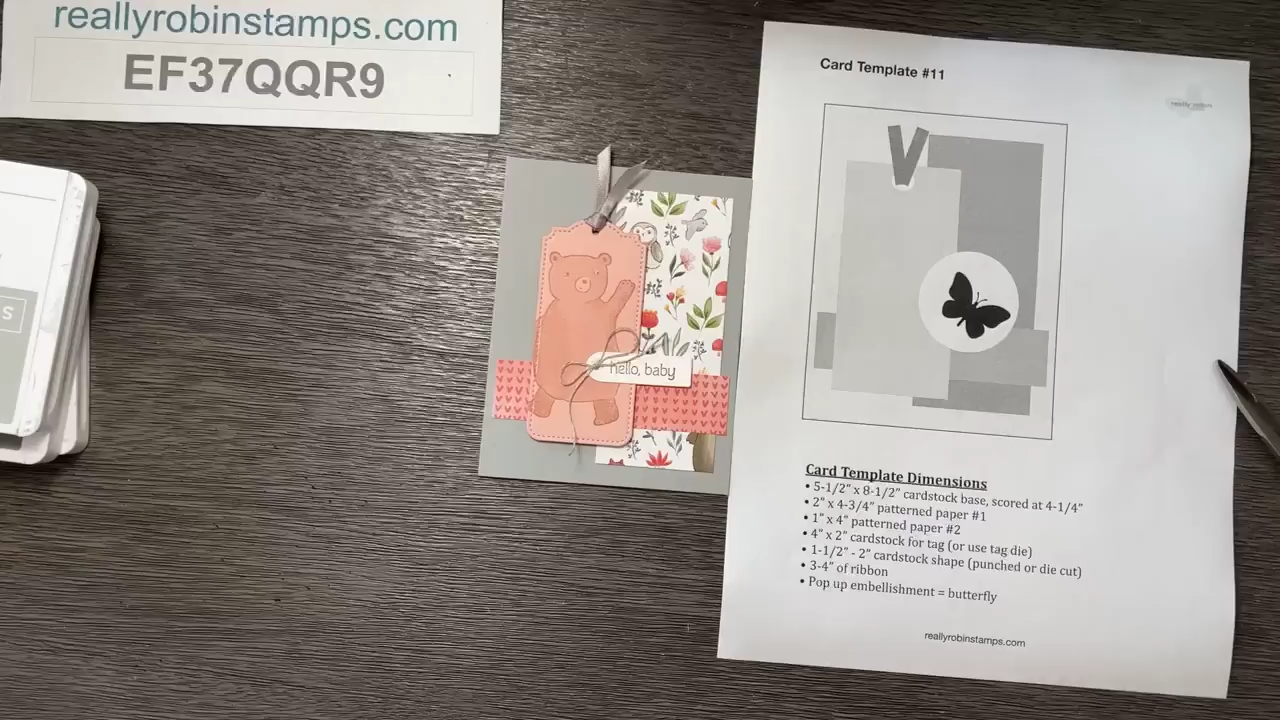 reallyrobinstamps.com
EF37QQR9
Card Template #11
S
hello, baby
Card Template Dimensions
• 5-1/2" x 8-1/2" cardstock base, scored at 4-1/4"
• 2" x 4-3/4" patterned paper #1
• 1" x 4" patterned paper #2
• 4" x 2" cardstock for tag (or use tag die)
• 1-1/2" - 2" cardstock shape (punched or die cut)
• 3-4" of ribbon
• Pop up embellishment = butterfly
reallyrobinstamps.com